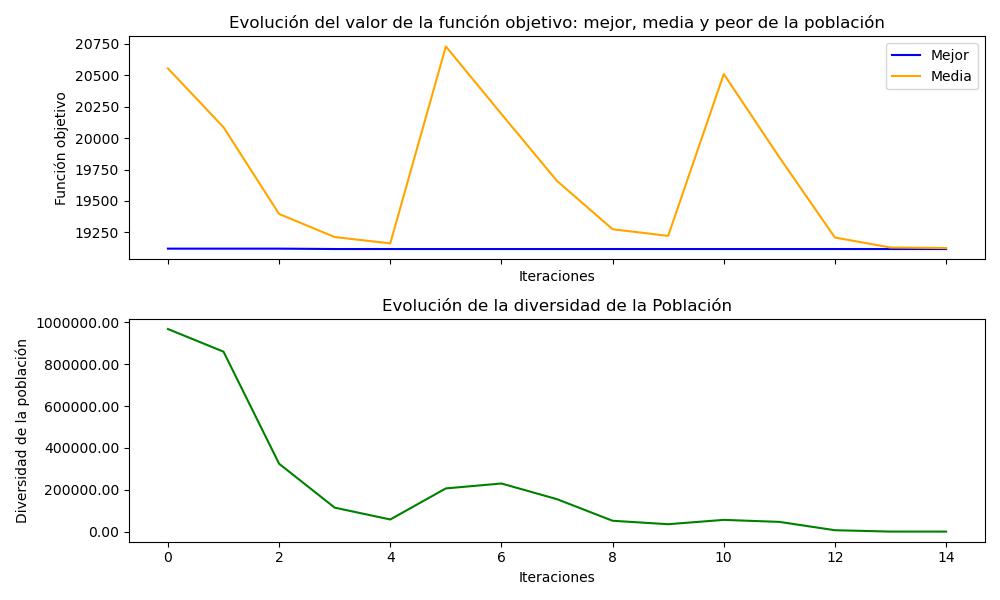 Evolución del valor de la función objetivo: mejor, media y peor de la población
20750
20500
20250
20000
19750
19500
19250
Función objetivo
Mejor
Media
Iteraciones
Evolución de la diversidad de la Población
1000000.00
800000.00
600000.00
400000.00
200000.00
0.00
Diversidad de la población
0 2 4 6 8 10 12 14
Iteraciones